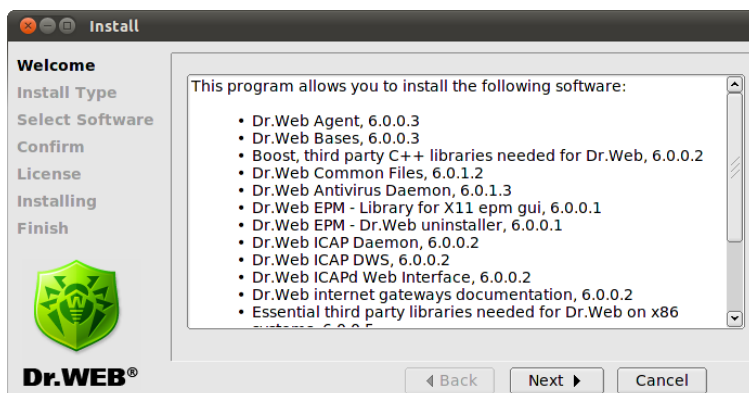 Install
Welcome
Install Type
Select Software
Confirm
License
Installing
Finish
Dr.WEB®
This program allows you to install the following software:
• Dr.Web Agent, 6.0.0.3
• Dr.Web Bases, 6.0.0.3
• Boost, third party C++ libraries needed for Dr.Web, 6.0.0.2
• Dr.Web Common Files, 6.0.1.2
• Dr.Web Antivirus Daemon, 6.0.1.3
• Dr.Web EPM - Library for X11 epm gui, 6.0.0.1
• Dr.Web EPM - Dr.Web uninstaller, 6.0.0.1
• Dr.Web ICAP Daemon, 6.0.0.2
• Dr.Web ICAP DWS, 6.0.0.2
• Dr.Web ICAPd Web Interface, 6.0.0.2
• Dr.Web internet gateways documentation, 6.0.0.2
• Essential third party libraries needed for Dr.Web on x86
Back
Next
Cancel